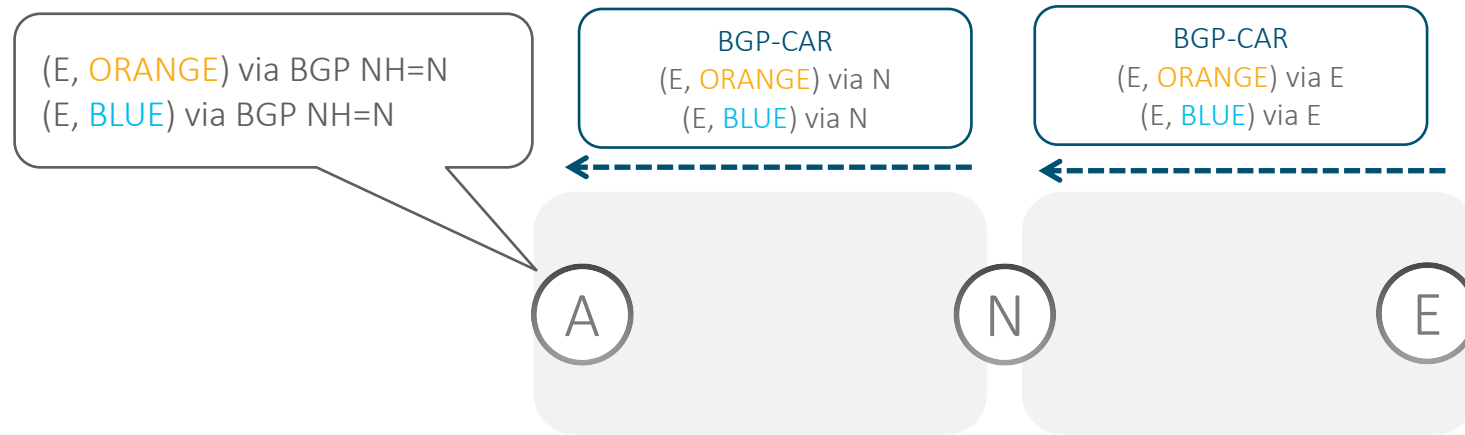 (E, ORANGE) via BGP NH=N
(E, BLUE) via BGP NH=N
BGP-CAR
(E, ORANGE) via N
(E, BLUE) via N
BGP-CAR
(E, ORANGE) via E
(E, BLUE) via E
A
N
E